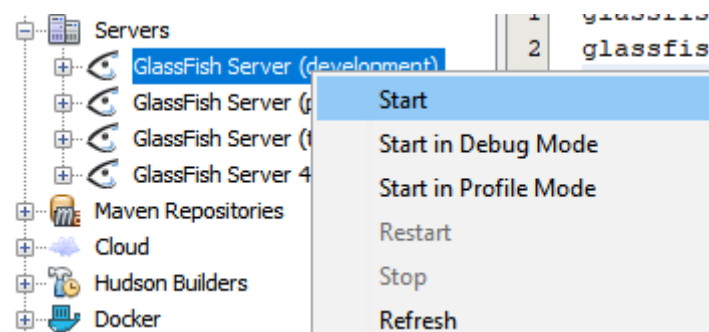 Servers
GlassFish Server (development)
GlassFish Server (
GlassFish Server (
GlassFish Server 4
Maven Repositories
Cloud
Hudson Builders
Docker
Start
Start in Debug Mode
Start in Profile Mode
Restart
Stop
Refresh
1
2 glassfis